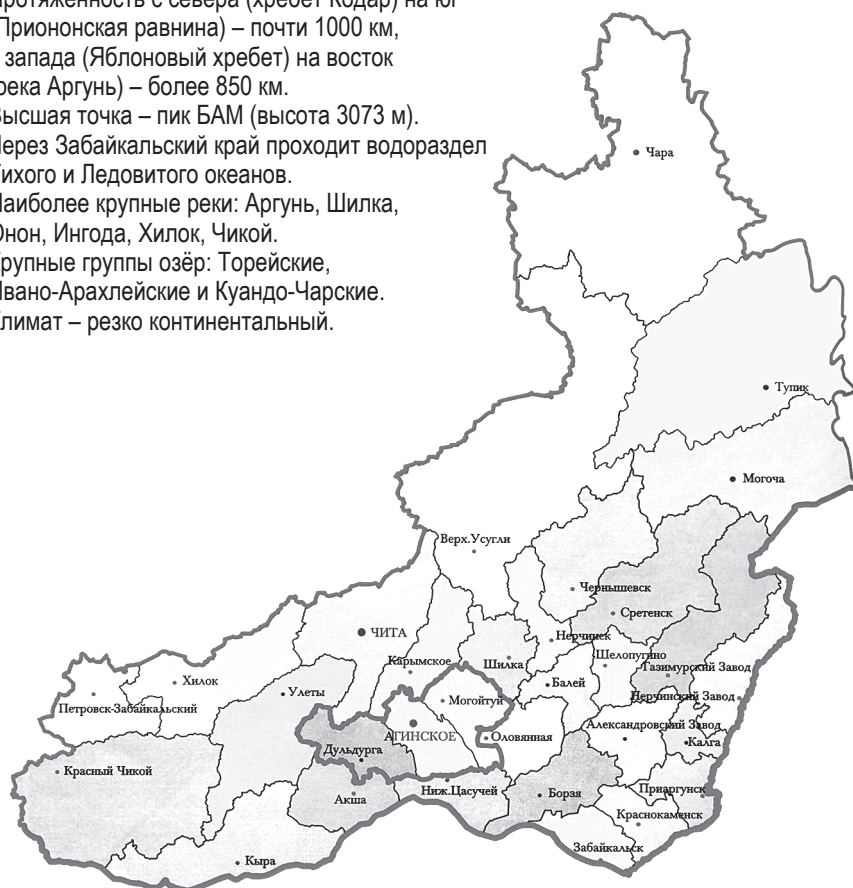 протяженность с севера (хребет Кодар) на юг
(Приононская равнина) – почти 1000 км,
запада (Яблоновый хребет) на восток
река Аргунь) – более 850 км.
Высшая точка – пик БАМ (высота 3073 м).
Через Забайкальский край проходит водораздел
Тихого и Ледовитого океанов.
Наиболее крупные реки: Аргунь, Шилка,
Онон, Ингода, Хилок, Чикой.
Крупные группы озёр: Торейские,
Ивано-Арахлейские и Куандо-Чарские.
Климат – резко континентальный.
Чара
Тупик
Могоча
Верх.Усугли
Чернышевск
Сретенск
ЧИТА
Нерчинск
Шелопугино
Карымское
Шилка
Газимурский Завод
Хилок
Балей
Улеты
Могойтуй
Нерчинский Завод
Петровск-Забайкальский
АГИНСКОЕ
Оловянная
Александровский Завод
Калга
Дульдурга
Красный Чикой
Акша
Ниж.Цасучей
Борзя
Приаргунск
Краснокаменск
Забайкальск
Кыра